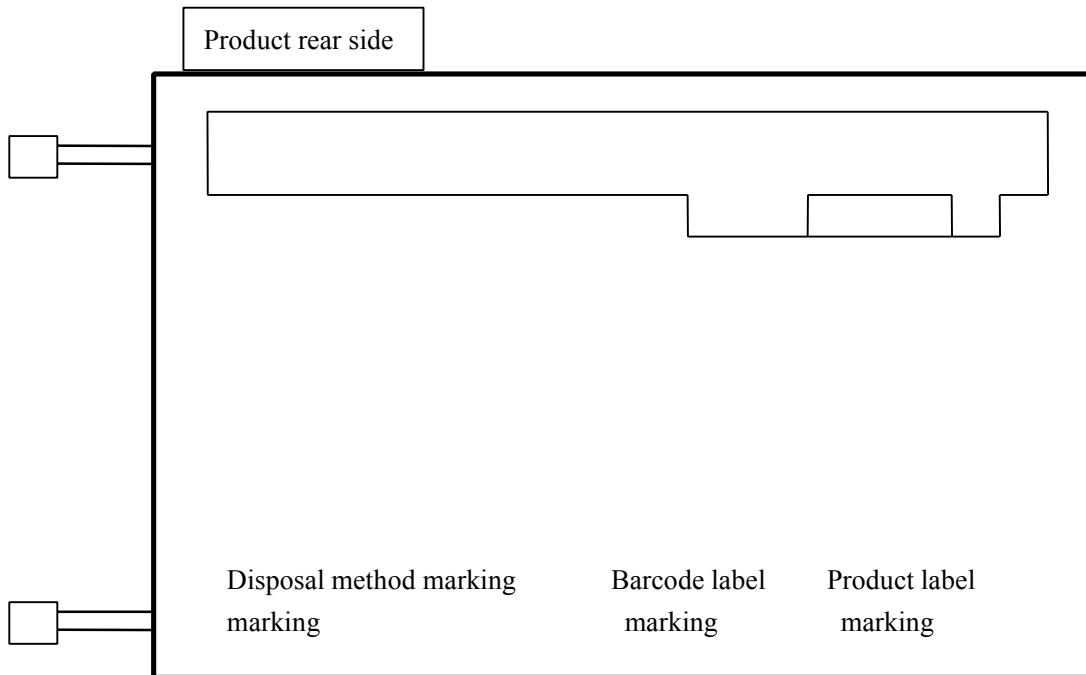 Product rear side
Disposal method marking
marking
Barcode label
marking
Product label
marking